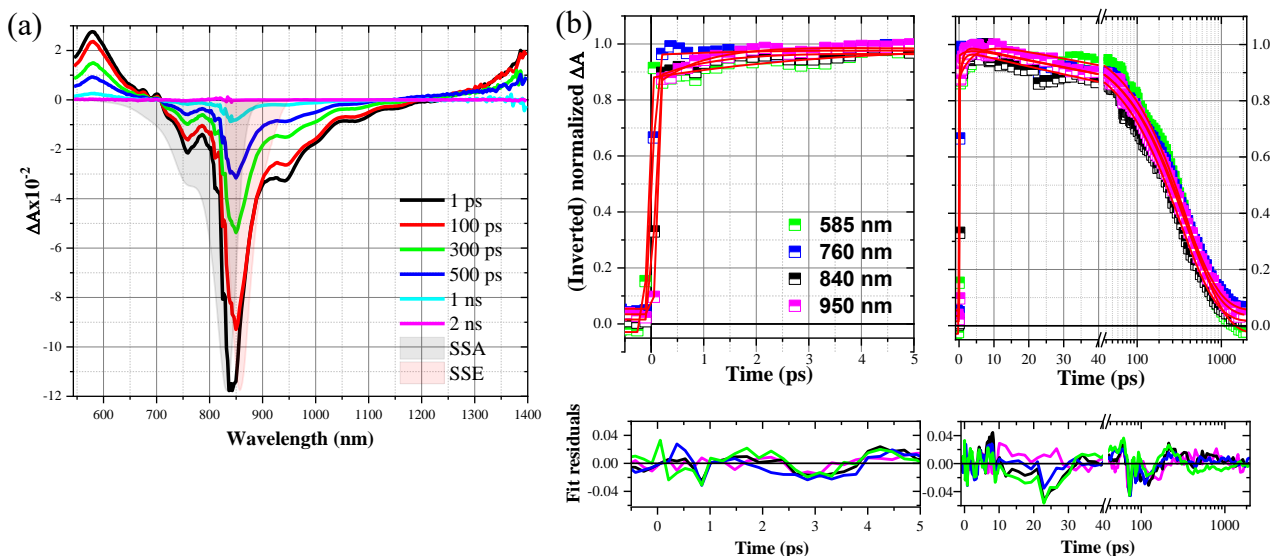 (a)
ΔAx10⁻²
2
0
-2
-4
-6
-8
-10
-12
1 ps
100 ps
300 ps
500 ps
1 ns
2 ns
SSA
SSE
600 700 800 900 1000 1100 1200 1300 1400
Wavelength (nm)
(b)
(Inverted) normalized ΔA
1.0
0.8
0.6
0.4
0.2
0.0
585 nm
760 nm
840 nm
950 nm
0 1 2 3 4 5
Time (ps)
1.0
0.8
0.6
0.4
0.2
0.0
0 10 20 30 40 100 1000
Time (ps)
Fit residuals
0.04
0.00
-0.04
0 1 2 3 4 5
Time (ps)
0.04
0.00
-0.04
0 10 20 30 40 100 1000
Time (ps)